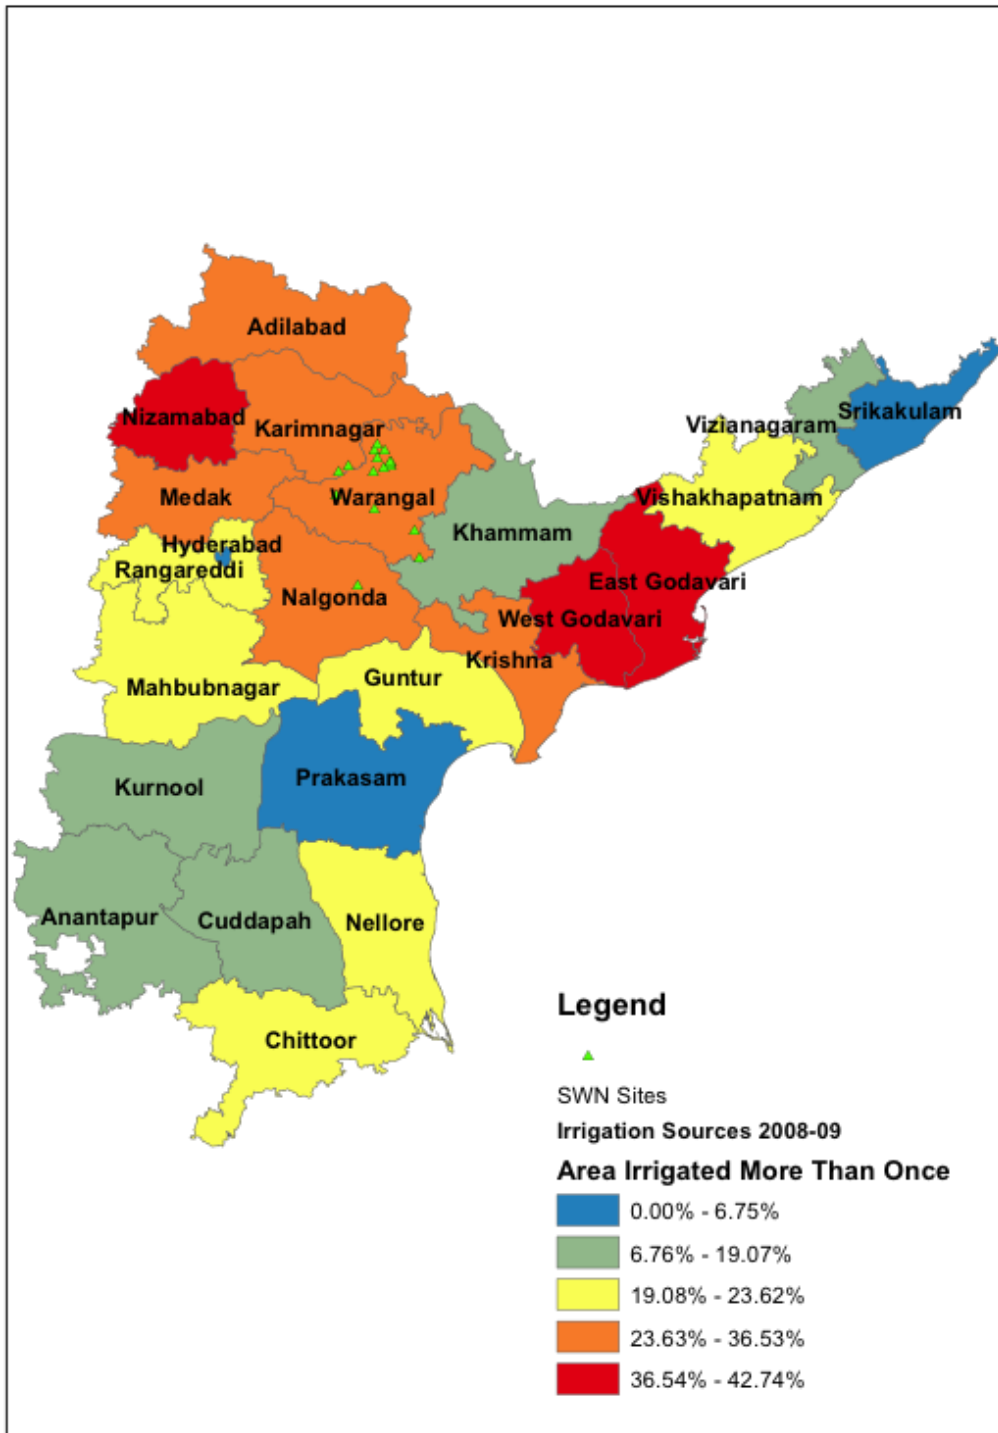 Adilabad
Nizamabad
Karimnagar
Vizianagaram
Srikakulam
Medak
Warangal
Vishakhapatnam
Khammam
Hyderabad
Rangareddi
East Godavari
Nalgonda
West Godavari
Krishna
Guntur
Mahbubnagar
Prakasam
Kurnool
Anantapur
Cuddapah
Nellore
Chittoor
Legend
SWN Sites
Irrigation Sources 2008-09
Area Irrigated More Than Once
0.00% - 6.75%
6.76% - 19.07%
19.08% - 23.62%
23.63% - 36.53%
36.54% - 42.74%